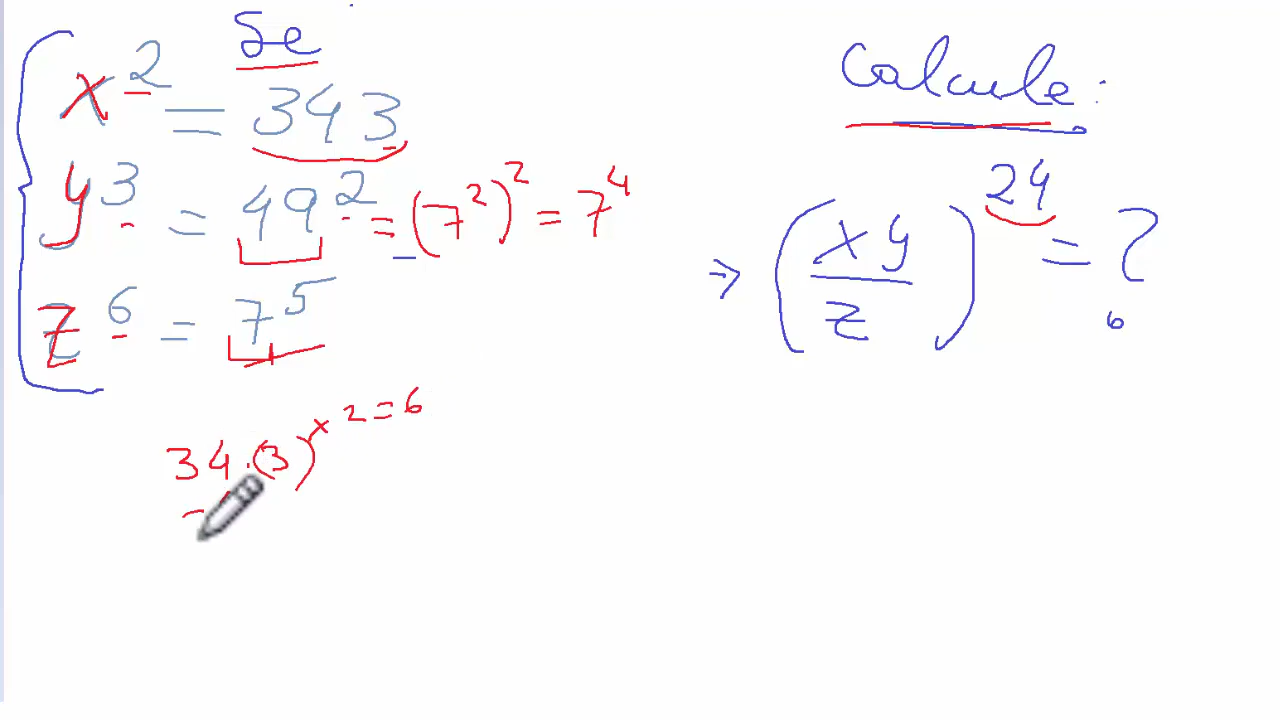 Se
x² = 343
y³ = 49² = (7²)² = 7⁴
z⁶ = 7⁵
34·(3)ˣ 2 = 6
Calcule:
⇒ (xy/z)²⁴ = ?